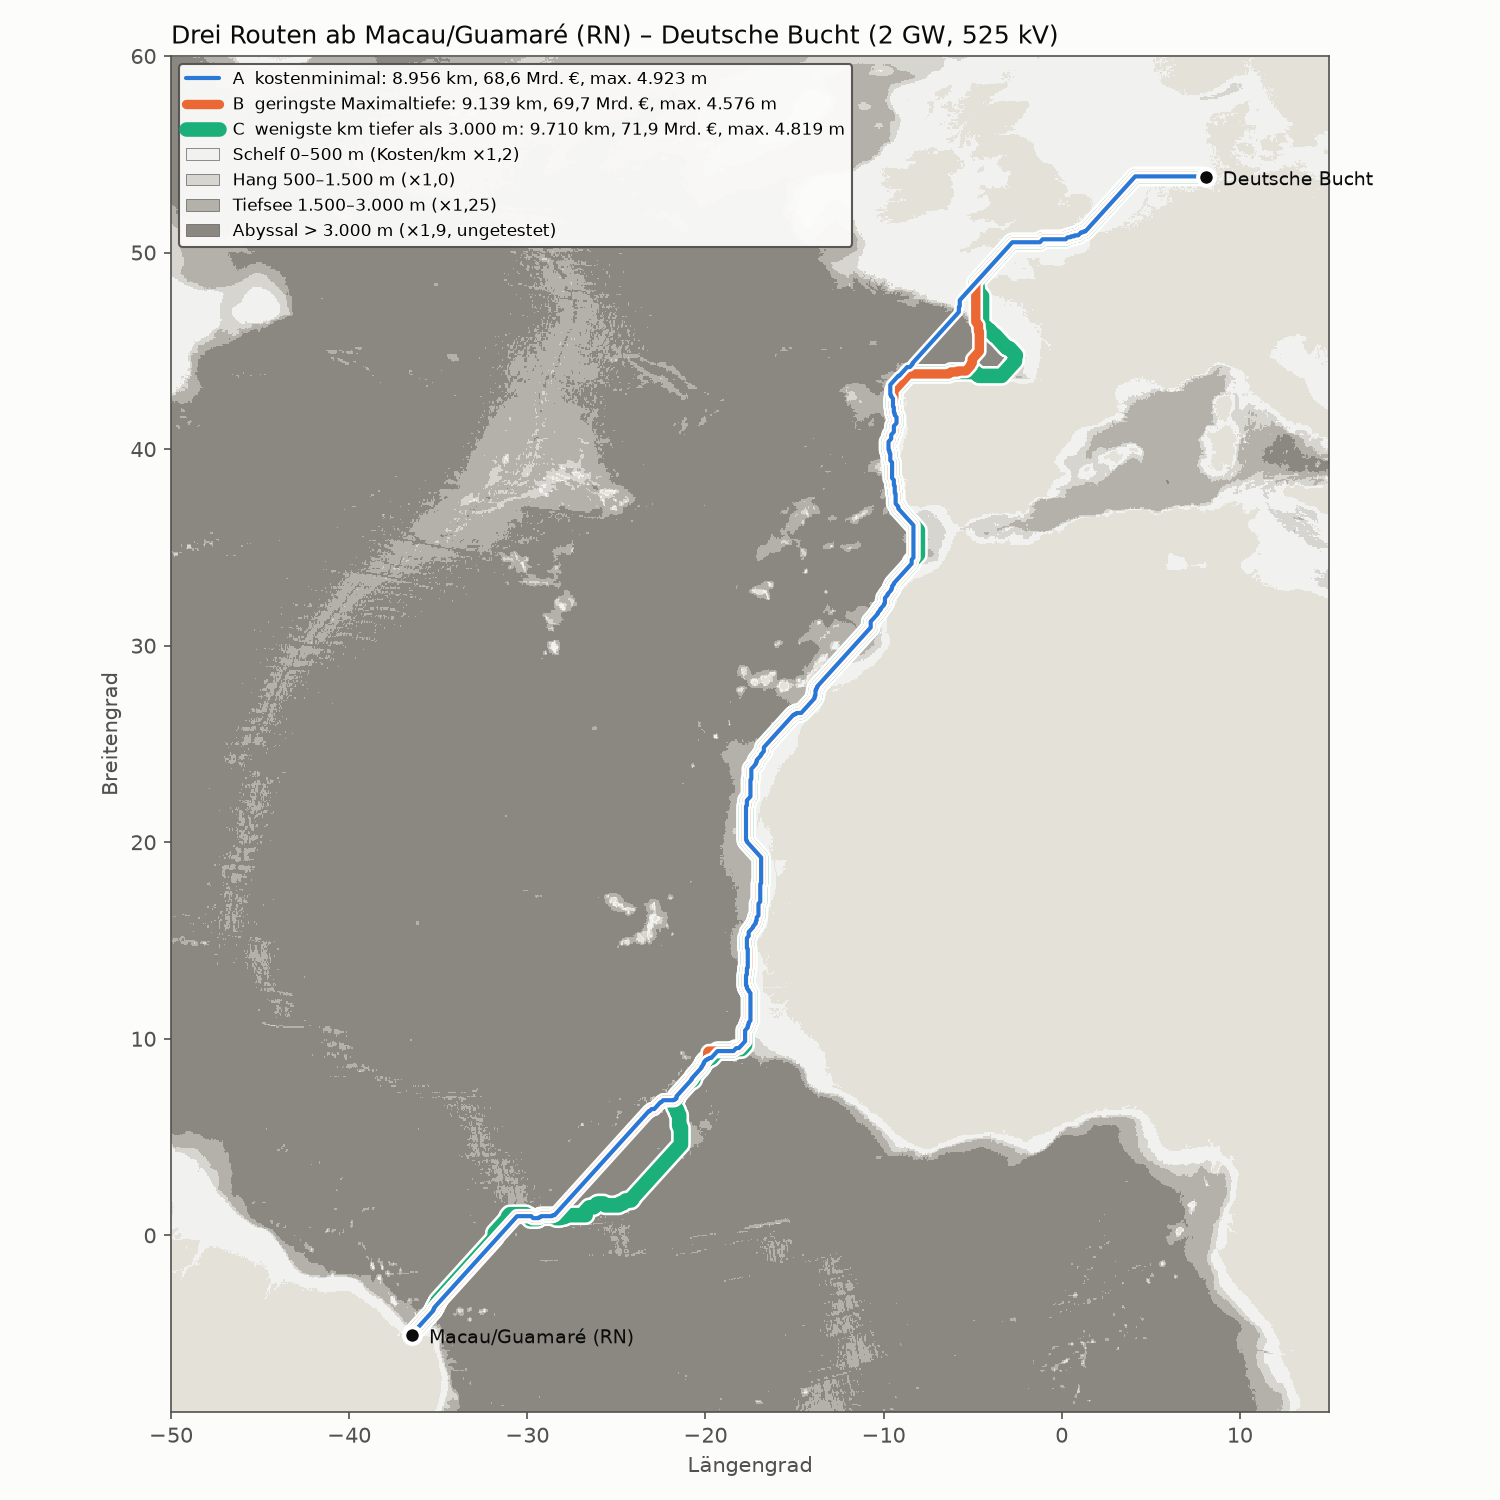 Drei Routen ab Macau/Guamaré (RN) – Deutsche Bucht (2 GW, 525 kV)
A  kostenminimal: 8.956 km, 68,6 Mrd. €, max. 4.923 m
B  geringste Maximaltiefe: 9.139 km, 69,7 Mrd. €, max. 4.576 m
C  wenigste km tiefer als 3.000 m: 9.710 km, 71,9 Mrd. €, max. 4.819 m
Schelf 0–500 m (Kosten/km ×1,2)
Hang 500–1.500 m (×1,0)
Tiefsee 1.500–3.000 m (×1,25)
Abyssal > 3.000 m (×1,9, ungetestet)
Deutsche Bucht
Macau/Guamaré (RN)
60
50
40
30
20
10
0
Breitengrad
−50
−40
−30
−20
−10
0
10
Längengrad